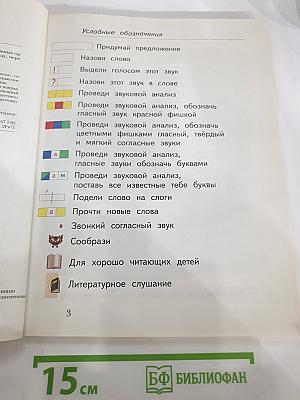 Условные обозначения
Придумай предложение
Назови слово
! Выдели голосом этот звук
? Назови этот звук в слове
Проведи звуковой анализ
Проведи звуковой анализ, обозначь
гласный звук красной фишкой
Проведи звуковой анализ, обозначь
цветными фишками гласный, твёрдый
и мягкий согласные звуки
а Проведи звуковой анализ,
гласные звуки обозначь буквами
а м Проведи звуковой анализ,
поставь все известные тебе буквы
Подели слово на слоги
а Прочти новые слова
Звонкий согласный звук
Сообрази
Для хорошо читающих детей
Литературное слушание
3
15 см
БФ БИБЛИОФАН